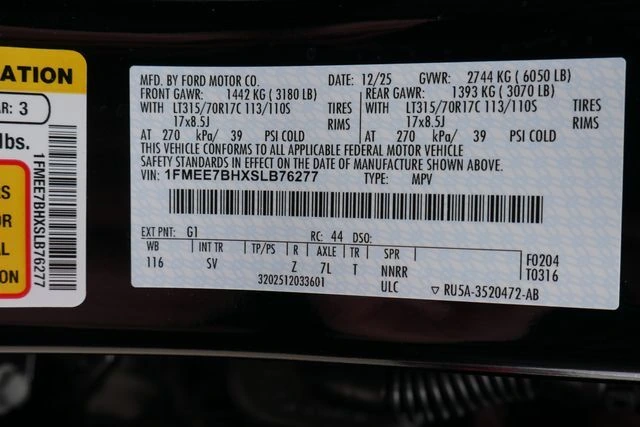 ATION
AR: 3
lbs.
RS
OR
AL
ION
1FMEE7BHXSLB76277
MFD. BY FORD MOTOR CO. DATE: 12/25 GVWR: 2744 KG ( 6050 LB)
FRONT GAWR: 1442 KG ( 3180 LB) REAR GAWR: 1393 KG ( 3070 LB)
WITH LT315/70R17C 113/110S TIRES WITH LT315/70R17C 113/110S TIRES
17x8.5J RIMS 17x8.5J RIMS
AT 270 kPa/ 39 PSI COLD AT 270 kPa/ 39 PSI COLD
THIS VEHICLE CONFORMS TO ALL APPLICABLE FEDERAL MOTOR VEHICLE
SAFETY STANDARDS IN EFFECT ON THE DATE OF MANUFACTURE SHOWN ABOVE.
VIN: 1FMEE7BHXSLB76277 TYPE: MPV
EXT PNT: G1 RC: 44 DSO:
WB INT TR TP/PS R AXLE TR SPR F0204
116 SV Z 7L T NNRR T0316
3202512033601 ULC ▽ RU5A-3520472-AB